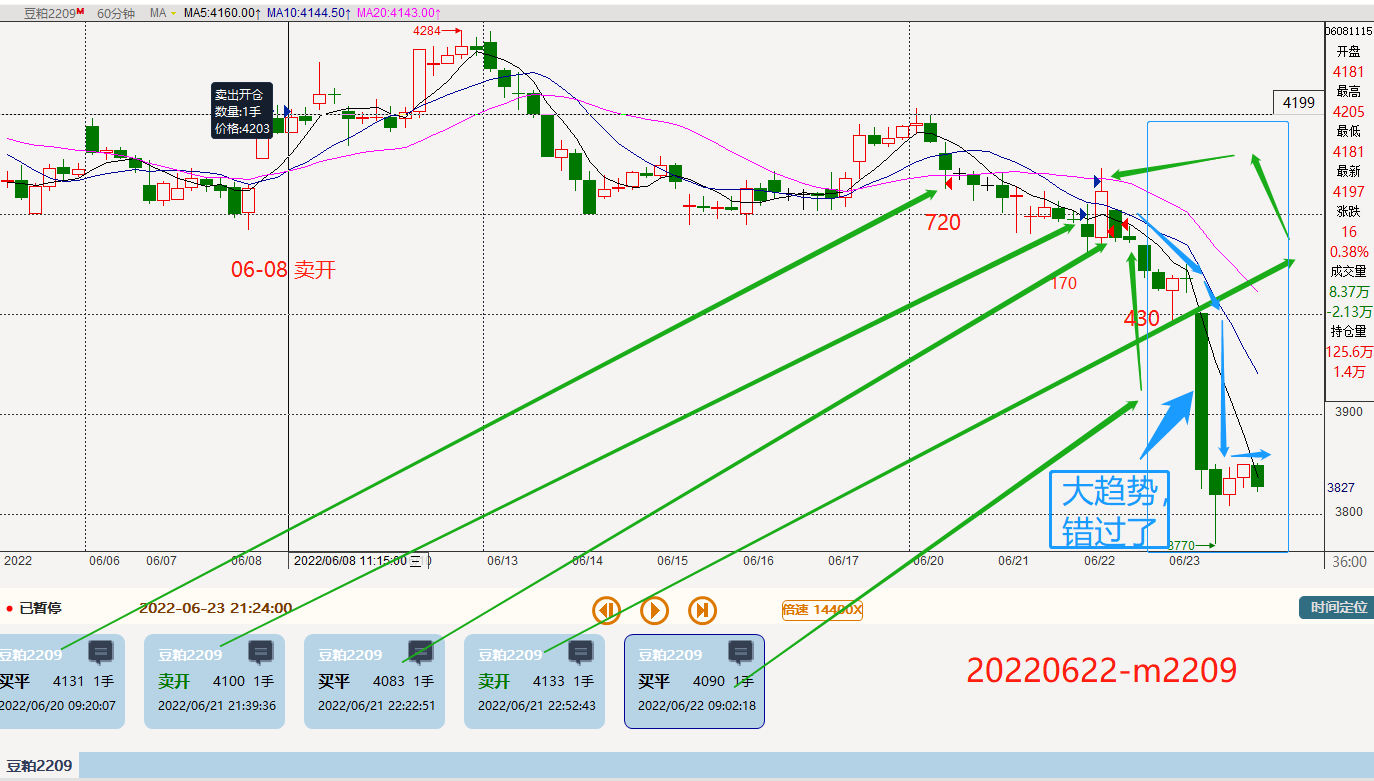 豆粕2209M 60分钟 MA MA5:4160.00↑ MA10:4144.50↑ MA20:4143.00↑
4284
卖出开仓
数量:1手
价格:4203
06-08 卖开
720
170
430
大趋势,
错过了
3770
06081115
开盘
4181
最高
4205
最低
4181
最新
4197
涨跌
16
0.38%
成交量
8.37万
-2.13万
持仓量
125.6万
1.4万
4199
3900
3827
3800
2022 06/06 06/07 06/08 2022/06/08 11:15:00 三 06/13 06/14 06/15 06/16 06/17 06/20 06/21 06/22 06/23 36:00
已暂停 2022-06-23 21:24:00 倍速 14400X 时间定位
豆粕2209
买平 4131 1手
2022/06/20 09:20:07
豆粕2209
卖开 4100 1手
2022/06/21 21:39:36
豆粕2209
买平 4083 1手
2022/06/21 22:22:51
豆粕2209
卖开 4133 1手
2022/06/21 22:52:43
豆粕2209
买平 4090 1手
2022/06/22 09:02:18
20220622-m2209
豆粕2209